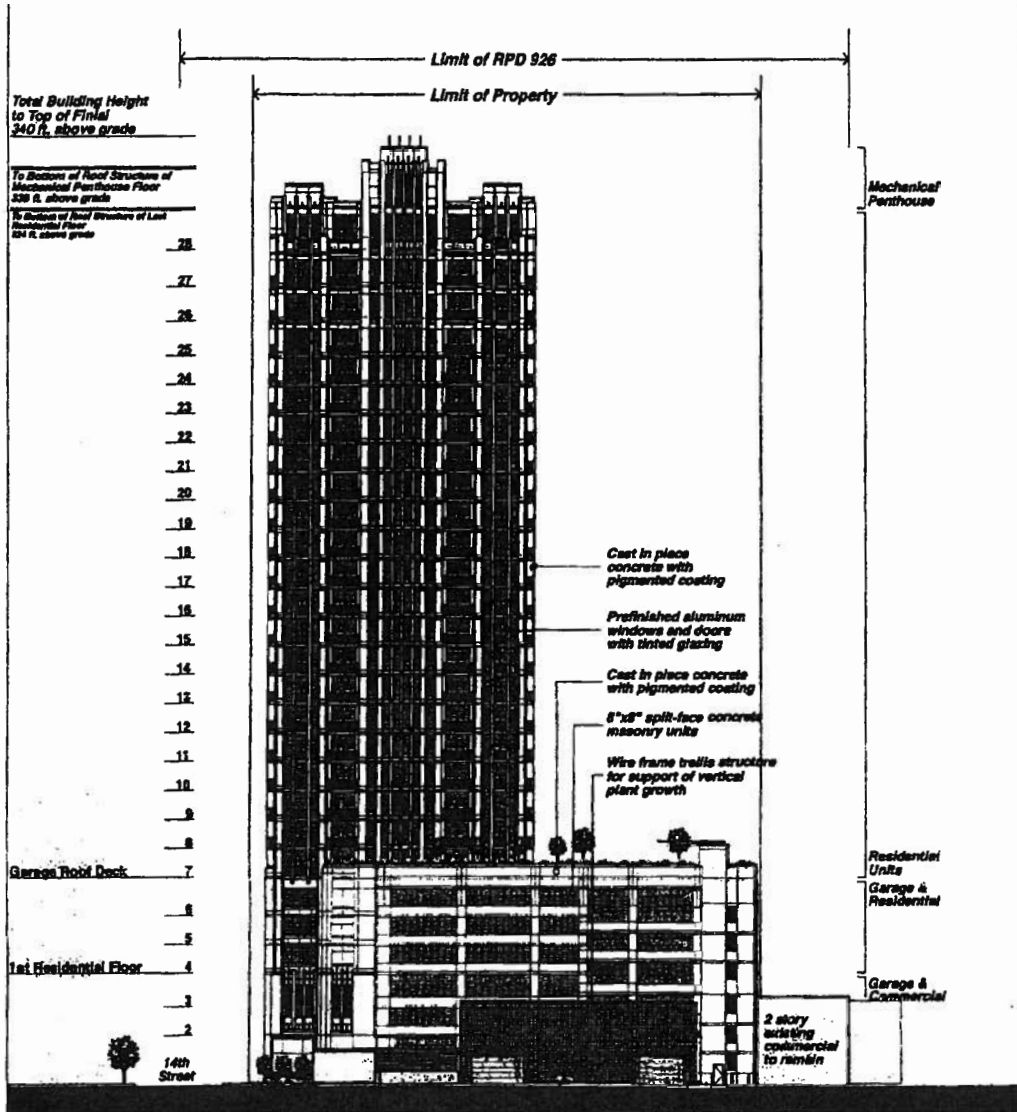 Limit of RPD 926
Limit of Property
Total Building Height
to Top of Finial
340 ft. above grade
To Bottom of Roof Structure of
Mechanical Penthouse Floor
ft. above grade
To Bottom of Roof Structure of Last
Residential Floor
ft. above grade
Mechanical
Penthouse
28
27
26
25
24
23
22
21
20
19
18
17
16
15
14
13
12
11
10
9
8
Garage Roof Deck 7
6
5
1st Residential Floor 4
3
2
14th
Street
Cast in place
concrete with
pigmented coating
Prefinished aluminum
windows and doors
with tinted glazing
Cast in place concrete
with pigmented coating
8"x8" split-face concrete
masonry units
Wire frame trellis structure
for support of vertical
plant growth
Residential
Units
Garage &
Residential
Garage &
Commercial
2 story
existing
commercial
to remain